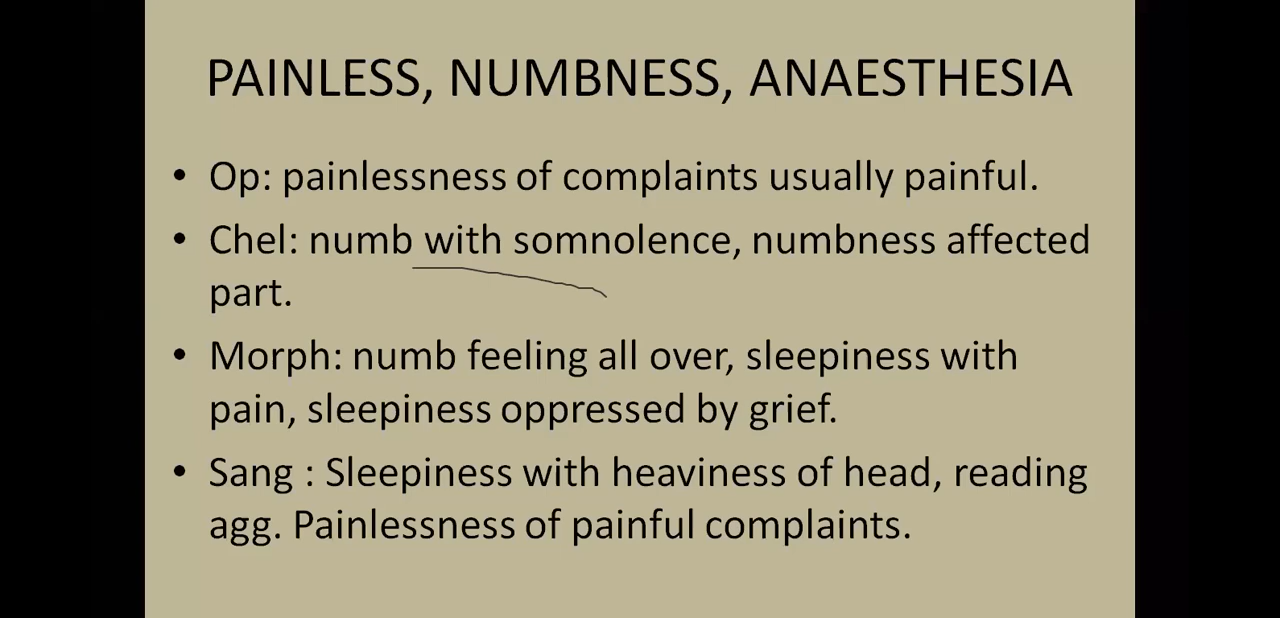 PAINLESS, NUMBNESS, ANAESTHESIA
• Op: painlessness of complaints usually painful.
• Chel: numb with somnolence, numbness affected
part.
• Morph: numb feeling all over, sleepiness with
pain, sleepiness oppressed by grief.
• Sang : Sleepiness with heaviness of head, reading
agg. Painlessness of painful complaints.